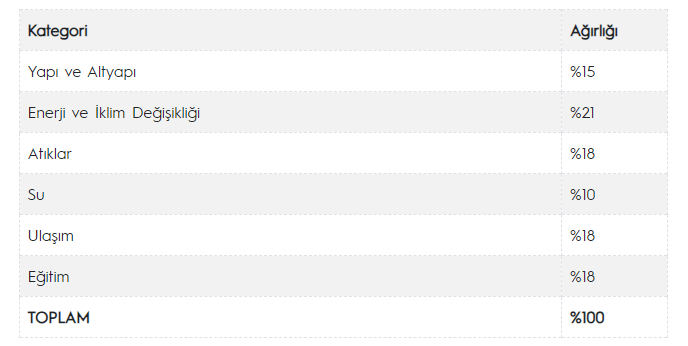 Kategori Ağırlığı
Yapı ve Altyapı %15
Enerji ve İklim Değişikliği %21
Atıklar %18
Su %10
Ulaşım %18
Eğitim %18
TOPLAM %100